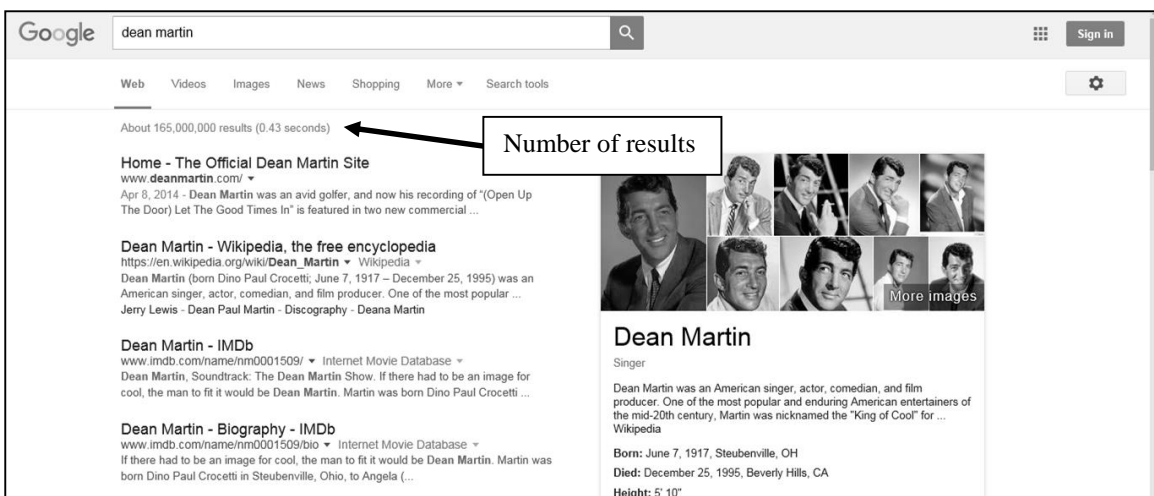 Google
dean martin
Sign in
Web Videos Images News Shopping More Search tools
About 165,000,000 results (0.43 seconds)
Number of results
Home - The Official Dean Martin Site
www.deanmartin.com/
Apr 8, 2014 - Dean Martin was an avid golfer, and now his recording of "(Open Up
The Door) Let The Good Times In" is featured in two new commercial ...
Dean Martin - Wikipedia, the free encyclopedia
https://en.wikipedia.org/wiki/Dean_Martin Wikipedia
Dean Martin (born Dino Paul Crocetti; June 7, 1917 – December 25, 1995) was an
American singer, actor, comedian, and film producer. One of the most popular ...
Jerry Lewis - Dean Paul Martin - Discography - Deana Martin
Dean Martin - IMDb
www.imdb.com/name/nm0001509/ Internet Movie Database
Dean Martin, Soundtrack: The Dean Martin Show. If there had to be an image for
cool, the man to fit it would be Dean Martin. Martin was born Dino Paul Crocetti ...
Dean Martin - Biography - IMDb
www.imdb.com/name/nm0001509/bio Internet Movie Database
If there had to be an image for cool, the man to fit it would be Dean Martin. Martin was
born Dino Paul Crocetti in Steubenville, Ohio, to Angela (...
More images
Dean Martin
Singer
Dean Martin was an American singer, actor, comedian, and film
producer. One of the most popular and enduring American entertainers of
the mid-20th century, Martin was nicknamed the "King of Cool" for ...
Wikipedia
Born: June 7, 1917, Steubenville, OH
Died: December 25, 1995, Beverly Hills, CA
Height: 5' 10"